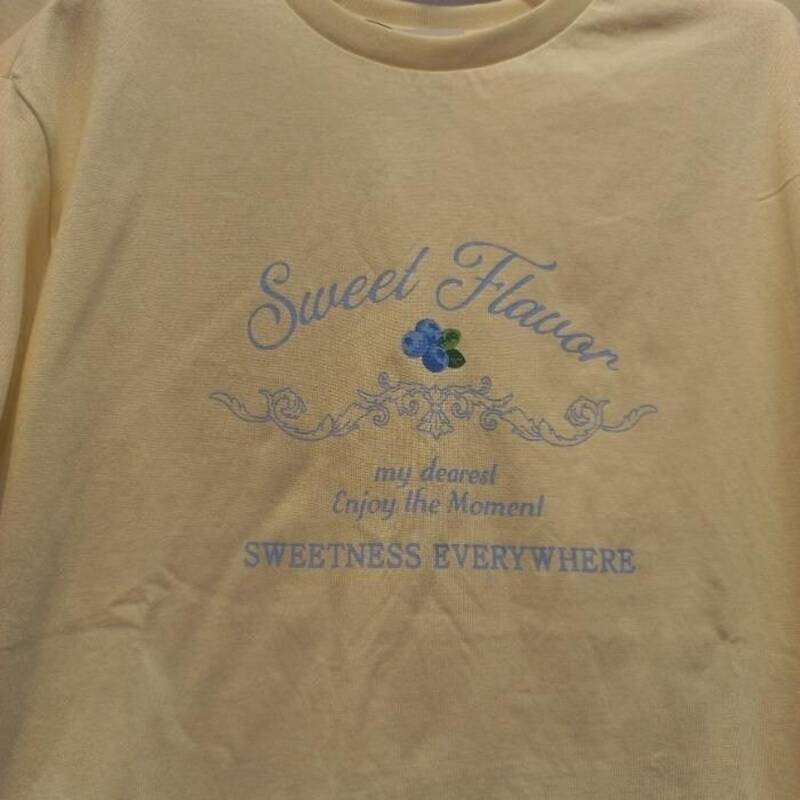 Sweet Flavor
my dearest
Enjoy the Moment
SWEETNESS EVERYWHERE